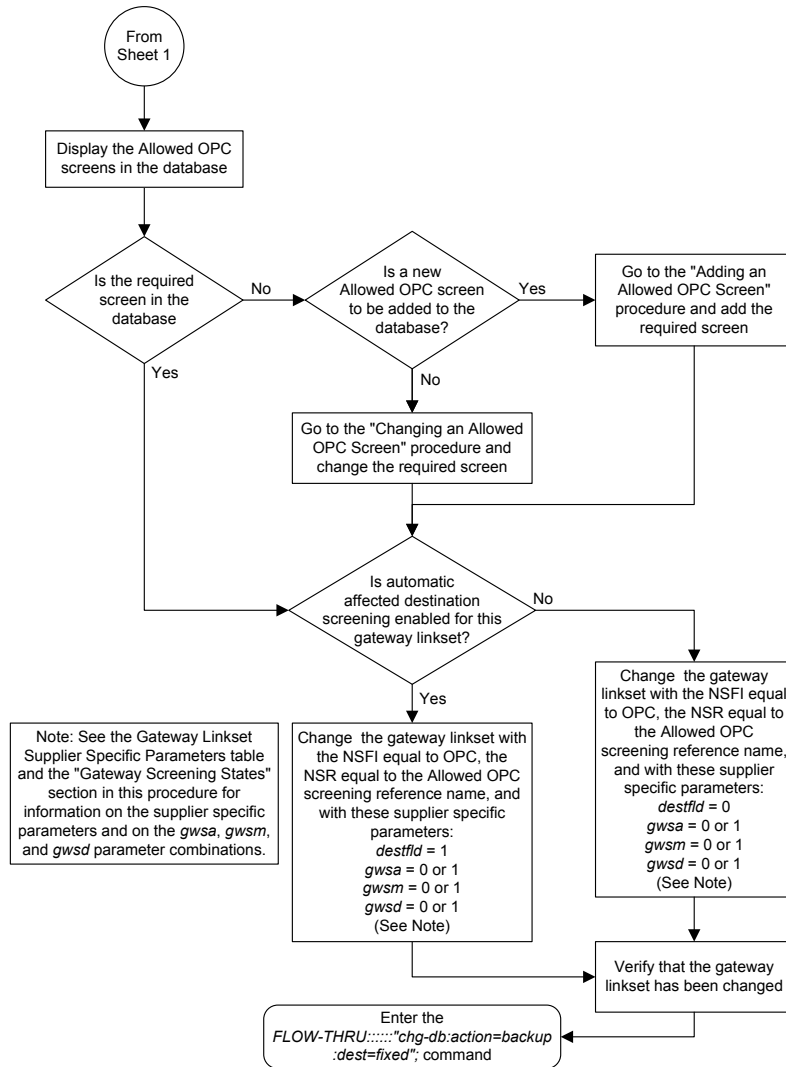 From
Sheet 1
Display the Allowed OPC
screens in the database
Is the required
screen in the
database
No
Is a new
Allowed OPC screen
to be added to the
database?
Yes
Go to the "Adding an
Allowed OPC Screen"
procedure and add the
required screen
Yes
No
Go to the "Changing an Allowed
OPC Screen" procedure and
change the required screen
Is automatic
affected destination
screening enabled for this
gateway linkset?
No
Yes
Change  the gateway
linkset with the NSFI equal
to OPC, the NSR equal to
the Allowed OPC
screening reference name,
and with these supplier
specific parameters:
destfld = 0
gwsa = 0 or 1
gwsm = 0 or 1
gwsd = 0 or 1
(See Note)
Note: See the Gateway Linkset
Supplier Specific Parameters table
and the "Gateway Screening States"
section in this procedure for
information on the supplier specific
parameters and on the gwsa, gwsm,
and gwsd parameter combinations.
Change  the gateway linkset with
the NSFI equal to OPC, the
NSR equal to the Allowed OPC
screening reference name, and
with these supplier specific
parameters:
destfld = 1
gwsa = 0 or 1
gwsm = 0 or 1
gwsd = 0 or 1
(See Note)
Verify that the gateway
linkset has been changed
Enter the
FLOW-THRU::::::"chg-db:action=backup
:dest=fixed"; command